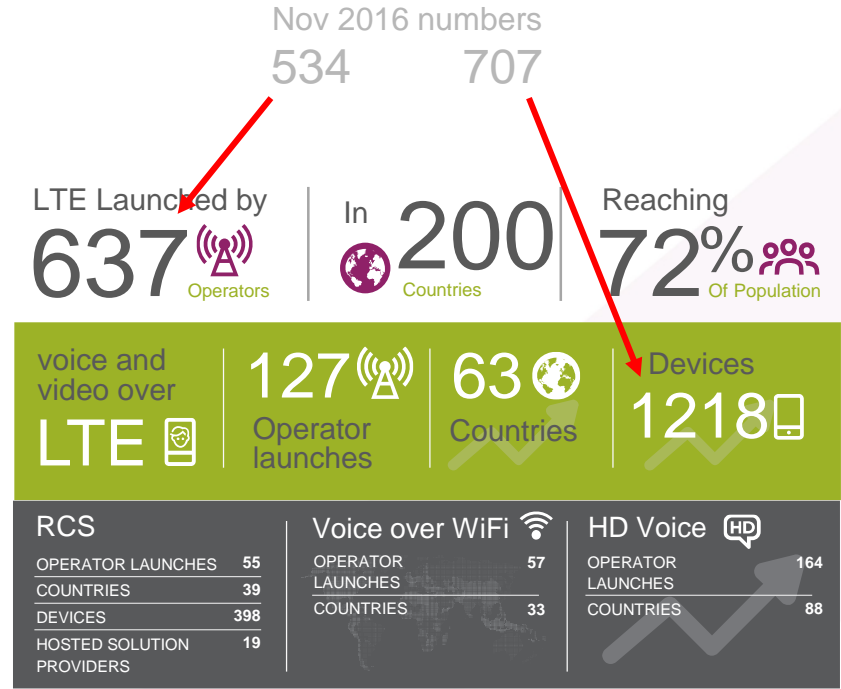 Nov 2016 numbers
534 707
LTE Launched by
637
Operators
In
200
Countries
Reaching
72%
Of Population
voice and
video over
LTE
127
Operator
launches
63
Countries
Devices
1218
RCS
OPERATOR LAUNCHES 55
COUNTRIES 39
DEVICES 398
HOSTED SOLUTION 19
PROVIDERS
Voice over WiFi
OPERATOR 57
LAUNCHES
COUNTRIES 33
HD Voice HD
OPERATOR 164
LAUNCHES
COUNTRIES 88